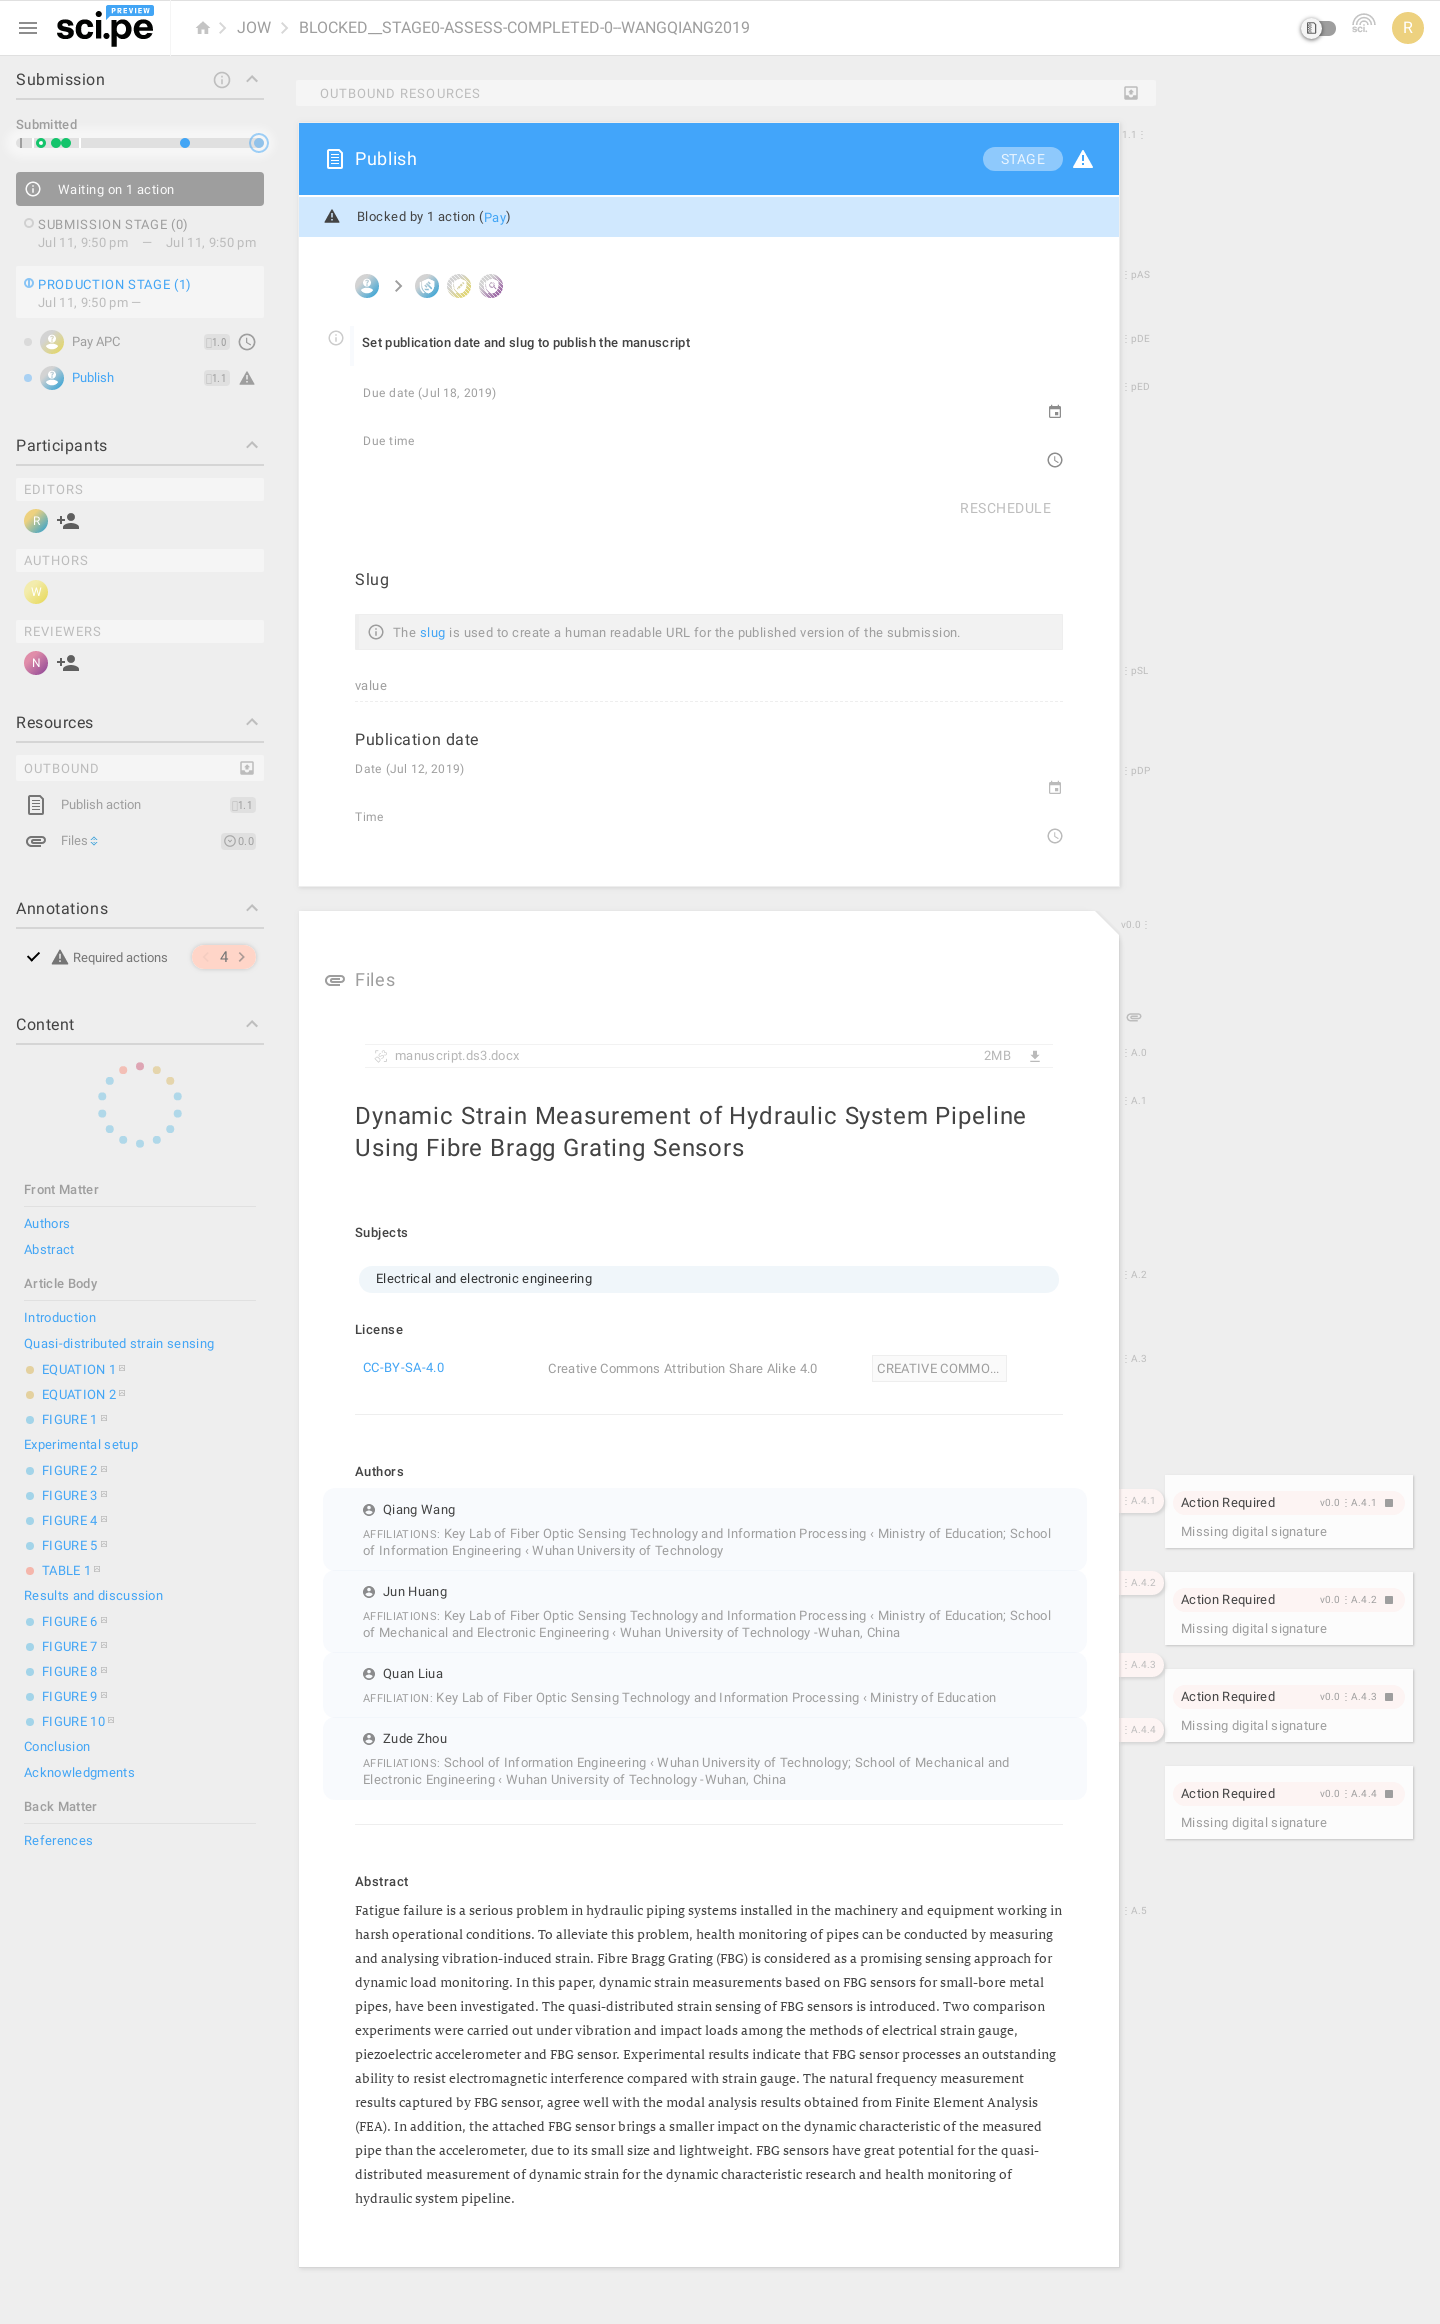 sci.pe
PREVIEW
JOW
BLOCKED__STAGE0-ASSESS-COMPLETED-0--WANGQIANG2019
sci.
R
Submission
Submitted
Waiting on 1 action
SUBMISSION STAGE (0)
Jul 11, 9:50 pm — Jul 11, 9:50 pm
PRODUCTION STAGE (1)
Jul 11, 9:50 pm —
Pay APC
1.0
Publish
1.1
Participants
EDITORS
R
AUTHORS
W
REVIEWERS
N
Resources
OUTBOUND
Publish action
1.1
Files
0.0
Annotations
Required actions
4
Content
Front Matter
Authors
Abstract
Article Body
Introduction
Quasi-distributed strain sensing
EQUATION 1
EQUATION 2
FIGURE 1
Experimental setup
FIGURE 2
FIGURE 3
FIGURE 4
FIGURE 5
TABLE 1
Results and discussion
FIGURE 6
FIGURE 7
FIGURE 8
FIGURE 9
FIGURE 10
Conclusion
Acknowledgments
Back Matter
References
OUTBOUND RESOURCES
Publish
STAGE
1.1
Blocked by 1 action (Pay)
pAS
Set publication date and slug to publish the manuscript
pDE
Due date (Jul 18, 2019)
pED
Due time
RESCHEDULE
Slug
The slug is used to create a human readable URL for the published version of the submission.
pSL
value
Publication date
Date (Jul 12, 2019)
pDP
Time
v0.0
Files
manuscript.ds3.docx
2MB
A.0
A.1
Dynamic Strain Measurement of Hydraulic System Pipeline
Using Fibre Bragg Grating Sensors
Subjects
Electrical and electronic engineering
A.2
License
A.3
CC-BY-SA-4.0
Creative Commons Attribution Share Alike 4.0
CREATIVE COMMO...
Authors
Qiang Wang
AFFILIATIONS: Key Lab of Fiber Optic Sensing Technology and Information Processing ‹ Ministry of Education; School
of Information Engineering ‹ Wuhan University of Technology
A.4.1
Jun Huang
AFFILIATIONS: Key Lab of Fiber Optic Sensing Technology and Information Processing ‹ Ministry of Education; School
of Mechanical and Electronic Engineering ‹ Wuhan University of Technology -Wuhan, China
A.4.2
Quan Liua
AFFILIATION: Key Lab of Fiber Optic Sensing Technology and Information Processing ‹ Ministry of Education
A.4.3
Zude Zhou
AFFILIATIONS: School of Information Engineering ‹ Wuhan University of Technology; School of Mechanical and
Electronic Engineering ‹ Wuhan University of Technology -Wuhan, China
A.4.4
Action Required
v0.0 A.4.1
Missing digital signature
Action Required
v0.0 A.4.2
Missing digital signature
Action Required
v0.0 A.4.3
Missing digital signature
Action Required
v0.0 A.4.4
Missing digital signature
Abstract
A.5
Fatigue failure is a serious problem in hydraulic piping systems installed in the machinery and equipment working in
harsh operational conditions. To alleviate this problem, health monitoring of pipes can be conducted by measuring
and analysing vibration-induced strain. Fibre Bragg Grating (FBG) is considered as a promising sensing approach for
dynamic load monitoring. In this paper, dynamic strain measurements based on FBG sensors for small-bore metal
pipes, have been investigated. The quasi-distributed strain sensing of FBG sensors is introduced. Two comparison
experiments were carried out under vibration and impact loads among the methods of electrical strain gauge,
piezoelectric accelerometer and FBG sensor. Experimental results indicate that FBG sensor processes an outstanding
ability to resist electromagnetic interference compared with strain gauge. The natural frequency measurement
results captured by FBG sensor, agree well with the modal analysis results obtained from Finite Element Analysis
(FEA). In addition, the attached FBG sensor brings a smaller impact on the dynamic characteristic of the measured
pipe than the accelerometer, due to its small size and lightweight. FBG sensors have great potential for the quasi-
distributed measurement of dynamic strain for the dynamic characteristic research and health monitoring of
hydraulic system pipeline.